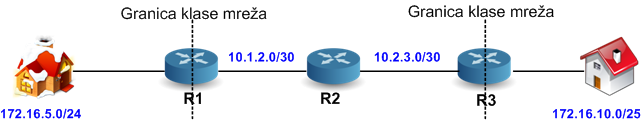 Granica klase mreža
Granica klase mreža
10.1.2.0/30
10.2.3.0/30
R1
R2
R3
172.16.5.0/24
172.16.10.0/25